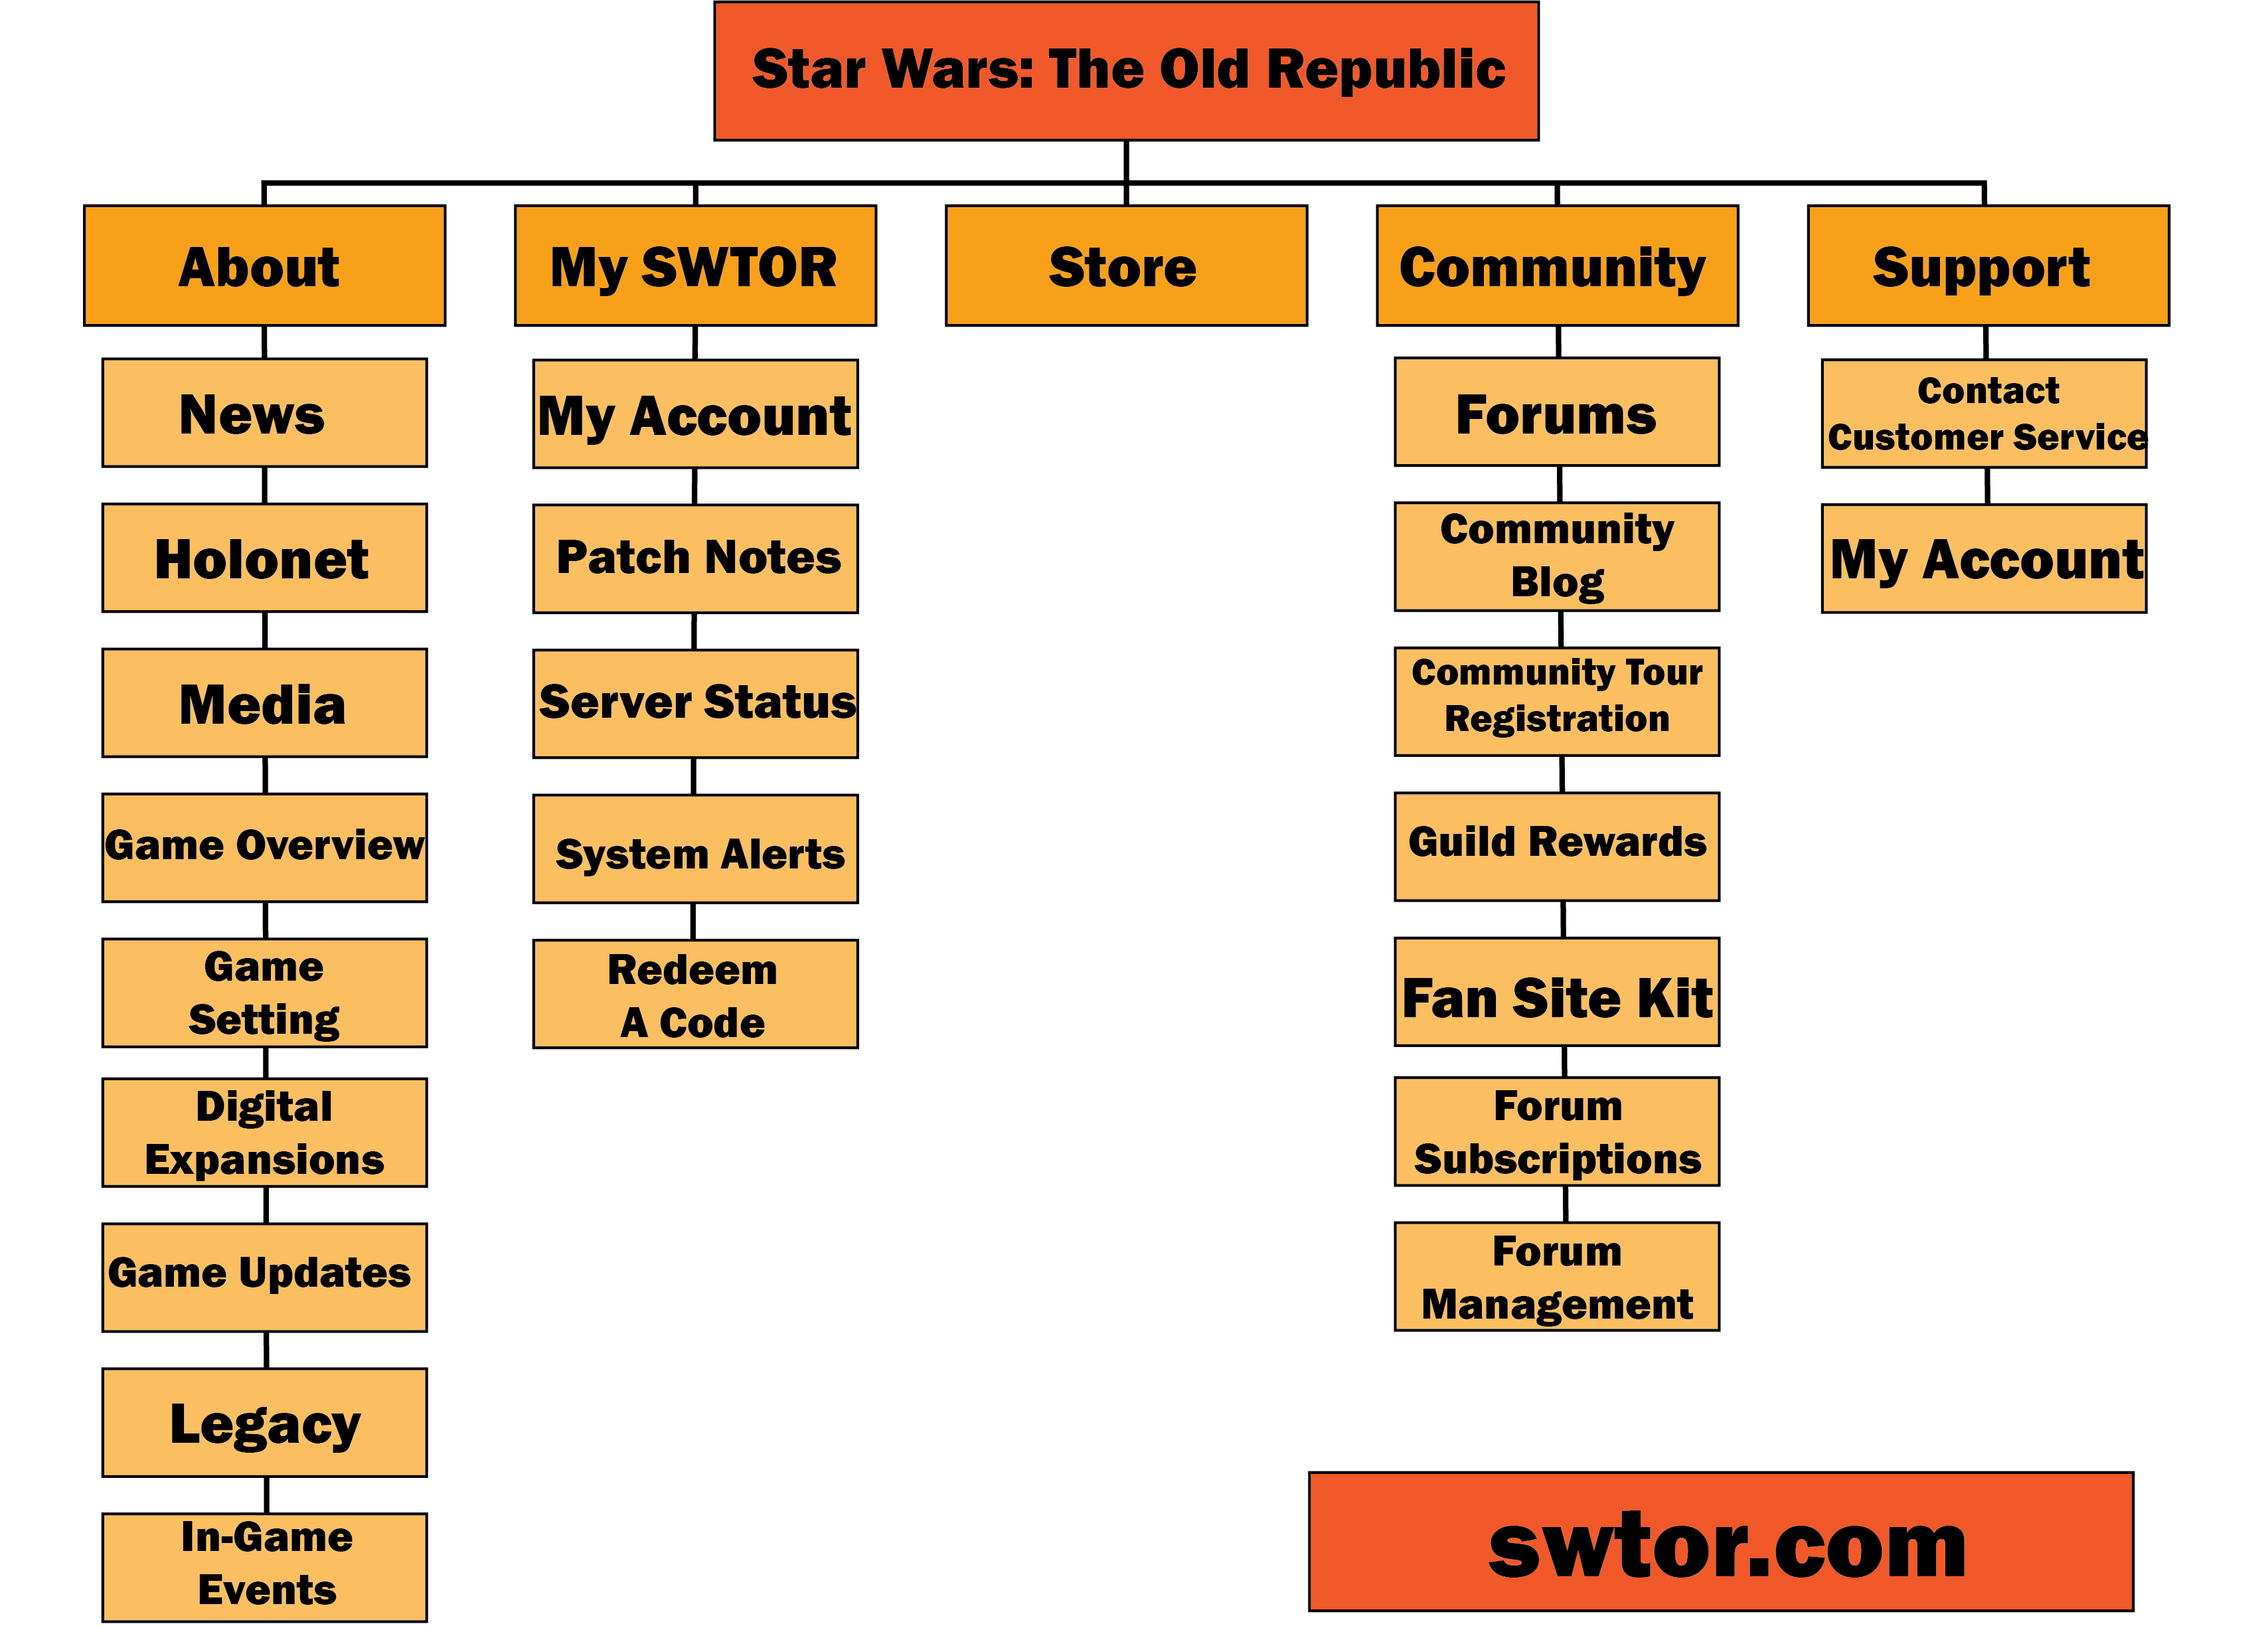 Star Wars: The Old Republic
About
My SWTOR
Store
Community
Support
News
Holonet
Media
Game Overview
Game
Setting
Digital
Expansions
Game Updates
Legacy
In-Game
Events
My Account
Patch Notes
Server Status
System Alerts
Redeem
A Code
Forums
Community
Blog
Community Tour
Registration
Guild Rewards
Fan Site Kit
Forum
Subscriptions
Forum
Management
Contact
Customer Service
My Account
swtor.com